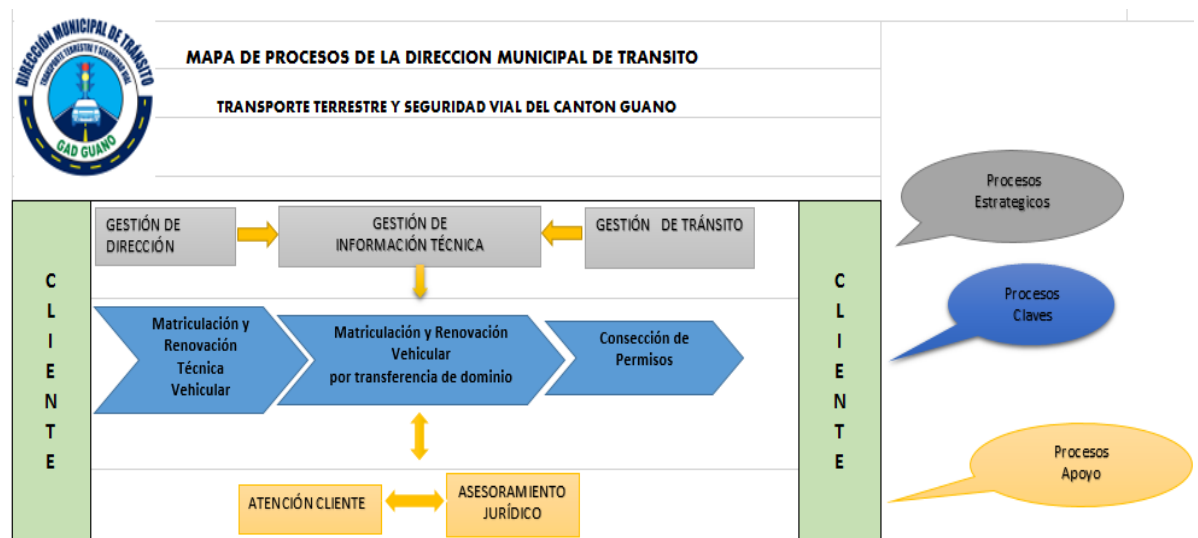 DIRECCIÓN MUNICIPAL DE TRÁNSITO
TRANSPORTE TERRESTRE Y SEGURIDAD VIAL
GAD GUANO
MAPA DE PROCESOS DE LA DIRECCION MUNICIPAL DE TRANSITO
TRANSPORTE TERRESTRE Y SEGURIDAD VIAL DEL CANTON GUANO
C
L
I
E
N
T
E
GESTIÓN DE
DIRECCIÓN
GESTIÓN DE
INFORMACIÓN TÉCNICA
GESTIÓN DE TRÁNSITO
Matriculación y
Renovación
Técnica
Vehicular
Matriculación y Renovación
Vehicular
por transferencia de dominio
Consección de
Permisos
ATENCIÓN CLIENTE
ASESORAMIENTO
JURÍDICO
C
L
I
E
N
T
E
Procesos
Estrategicos
Procesos
Claves
Procesos
Apoyo